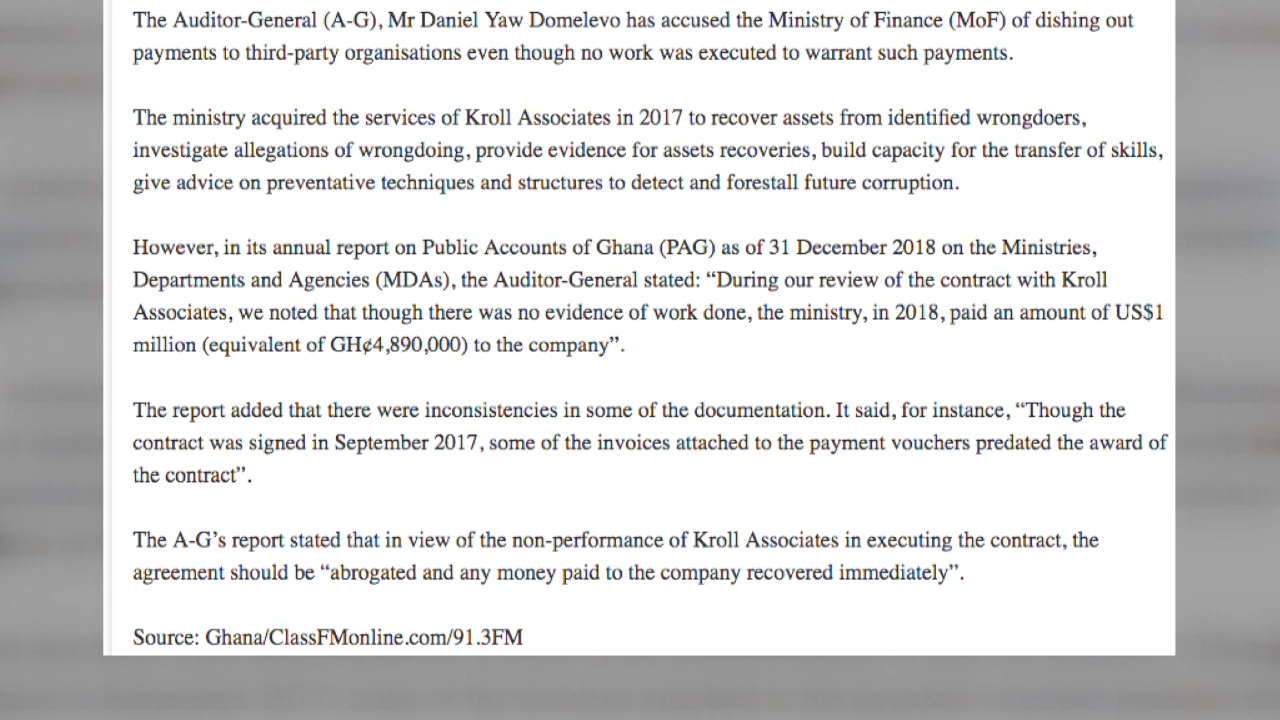 The Auditor-General (A-G), Mr Daniel Yaw Domelevo has accused the Ministry of Finance (MoF) of dishing out
payments to third-party organisations even though no work was executed to warrant such payments.
The ministry acquired the services of Kroll Associates in 2017 to recover assets from identified wrongdoers,
investigate allegations of wrongdoing, provide evidence for assets recoveries, build capacity for the transfer of skills,
give advice on preventative techniques and structures to detect and forestall future corruption.
However, in its annual report on Public Accounts of Ghana (PAG) as of 31 December 2018 on the Ministries,
Departments and Agencies (MDAs), the Auditor-General stated: “During our review of the contract with Kroll
Associates, we noted that though there was no evidence of work done, the ministry, in 2018, paid an amount of US$1
million (equivalent of GH¢4,890,000) to the company”.
The report added that there were inconsistencies in some of the documentation. It said, for instance, “Though the
contract was signed in September 2017, some of the invoices attached to the payment vouchers predated the award of
the contract”.
The A-G’s report stated that in view of the non-performance of Kroll Associates in executing the contract, the
agreement should be “abrogated and any money paid to the company recovered immediately”.
Source: Ghana/ClassFMonline.com/91.3FM